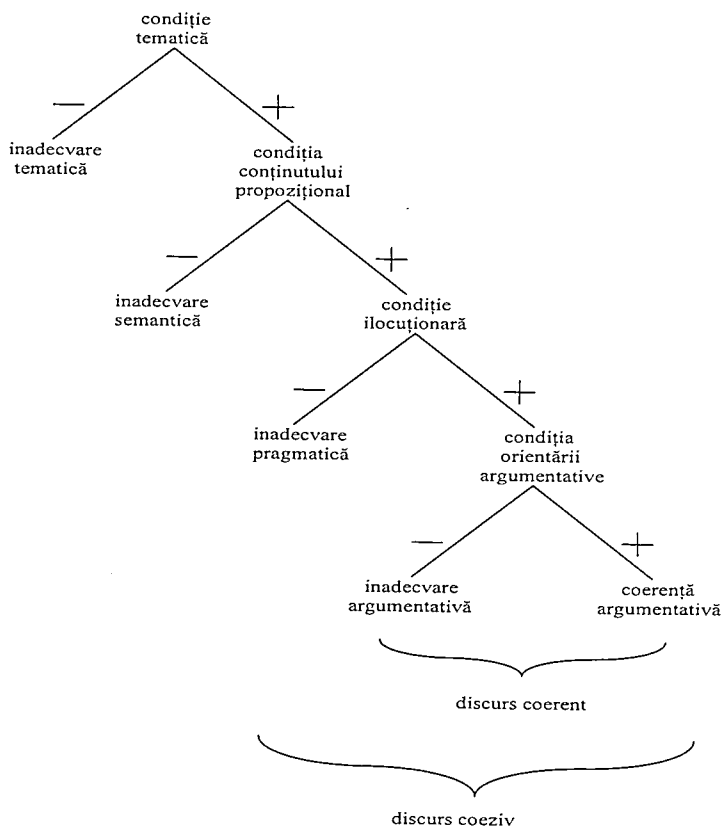 condiție
tematică
—
+
inadecvare
tematică
condiția
conținutului
propozițional
—
+
inadecvare
semantică
condiție
ilocuționară
—
+
inadecvare
pragmatică
condiția
orientării
argumentative
—
+
inadecvare
argumentativă
coerență
argumentativă
discurs coerent
discurs coeziv